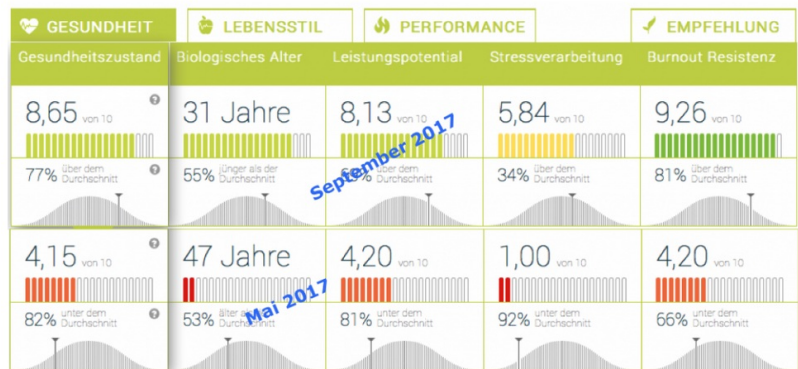 GESUNDHEIT LEBENSSTIL PERFORMANCE EMPFEHLUNG
Gesundheitszustand Biologisches Alter Leistungspotential Stressverarbeitung Burnout Resistenz
8,65 von 10 31 Jahre 8,13 von 10 5,84 von 10 9,26 von 10
77% über dem Durchschnitt 55% jünger als der Durchschnitt über dem Durchschnitt 34% über dem Durchschnitt 81% über dem Durchschnitt
September 2017
4,15 von 10 47 Jahre 4,20 von 10 1,00 von 10 4,20 von 10
82% unter dem Durchschnitt 53% älter 81% unter dem Durchschnitt 92% unter dem Durchschnitt 66% unter dem Durchschnitt
Mai 2017